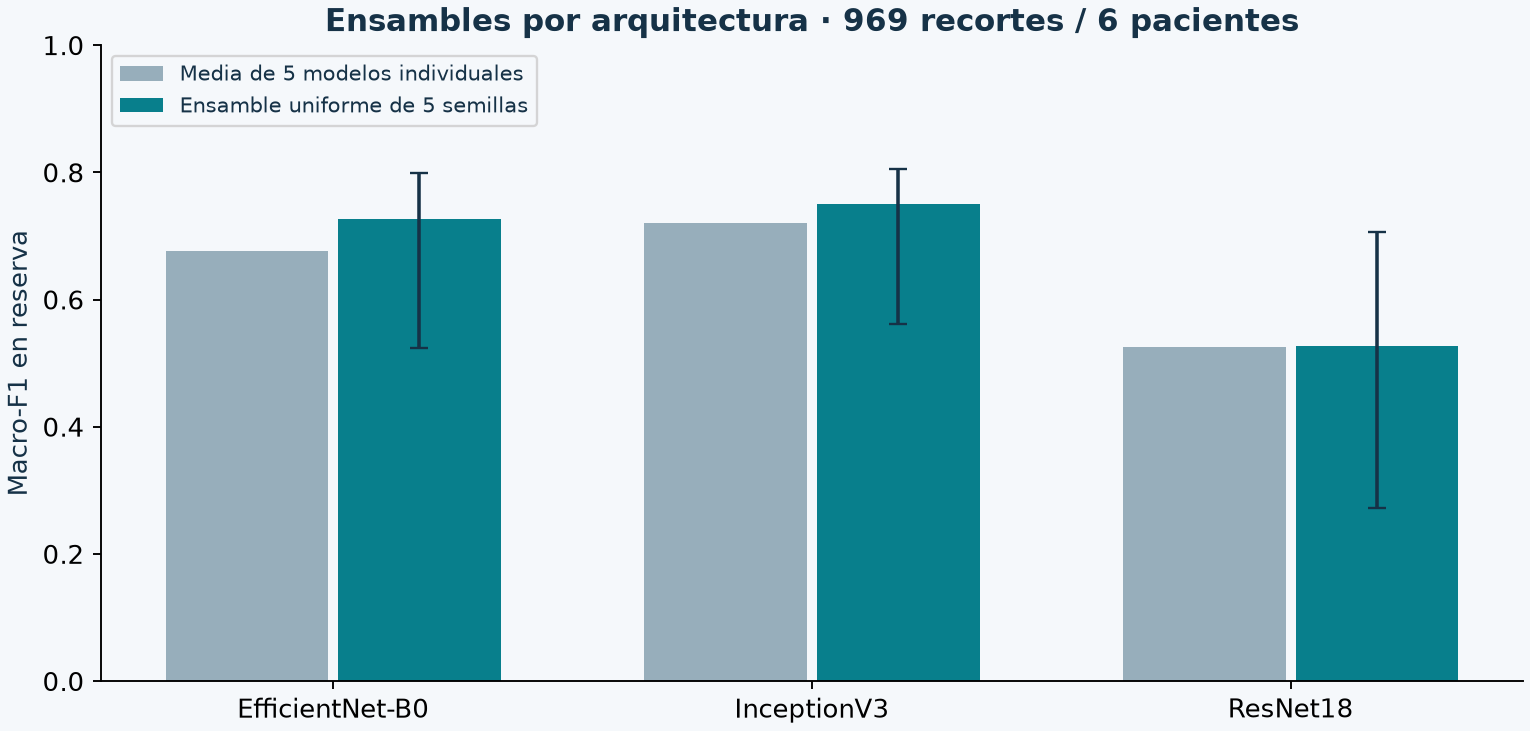 Ensambles por arquitectura · 969 recortes / 6 pacientes
Media de 5 modelos individuales
Ensamble uniforme de 5 semillas
Macro-F1 en reserva
1.0
0.8
0.6
0.4
0.2
0.0
EfficientNet-B0
InceptionV3
ResNet18